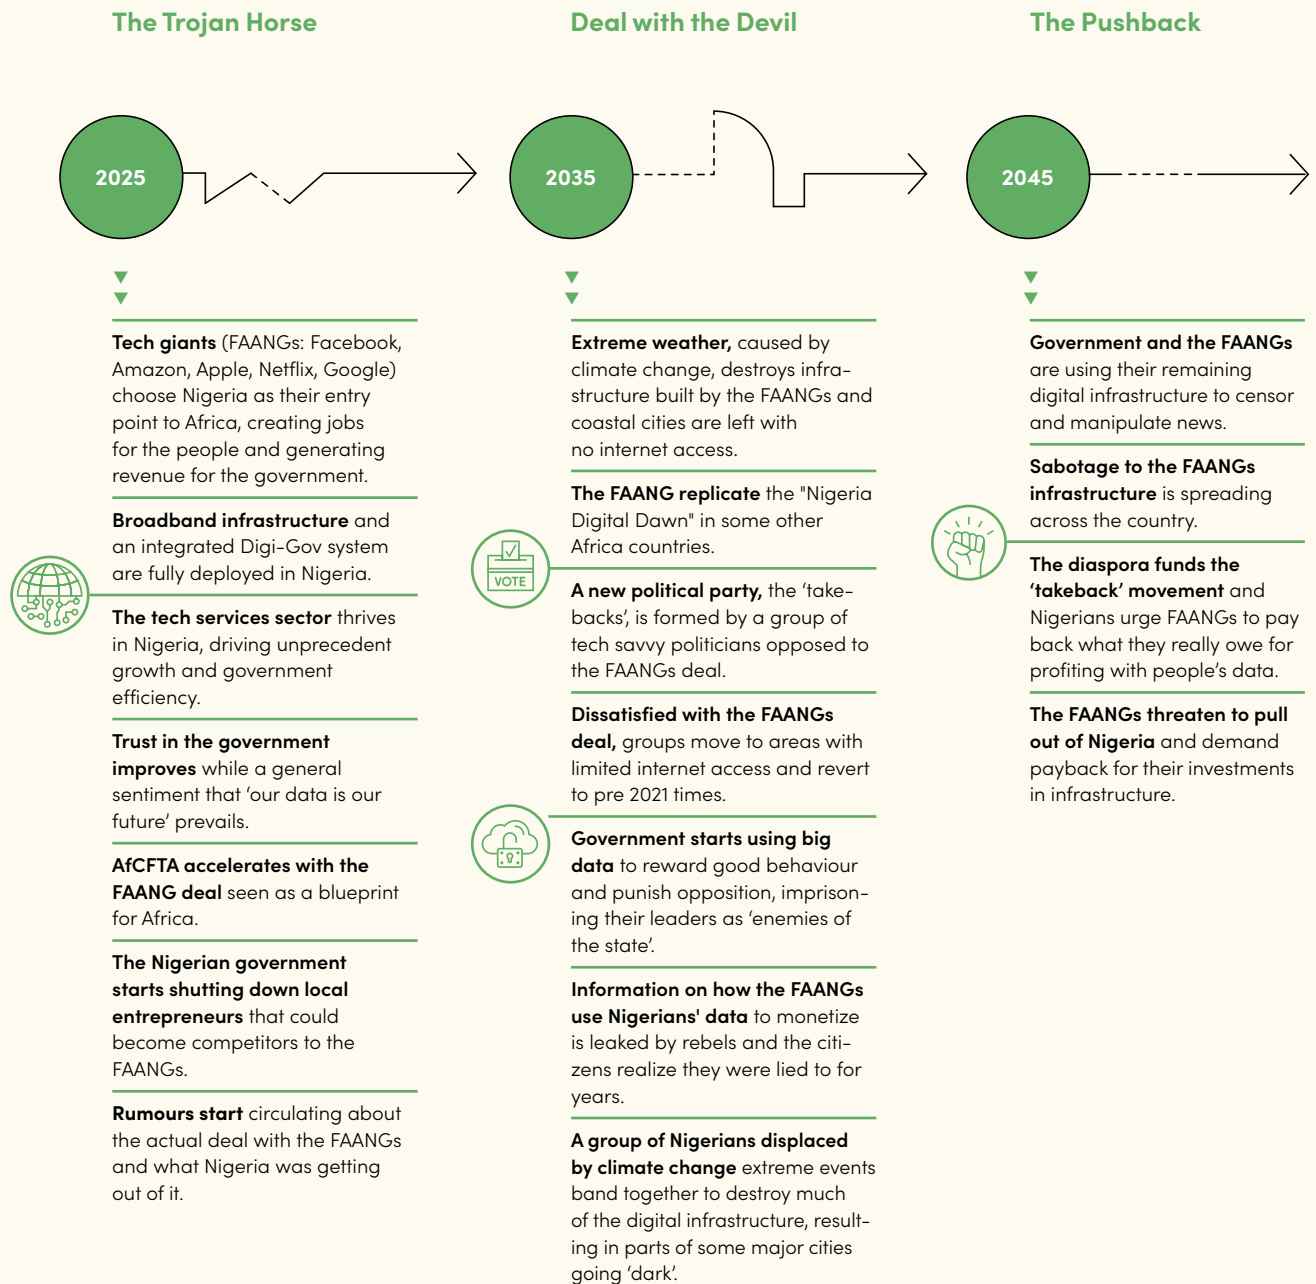 The Trojan Horse
2025
Tech giants (FAANGs: Facebook,
Amazon, Apple, Netflix, Google)
choose Nigeria as their entry
point to Africa, creating jobs
for the people and generating
revenue for the government.
Broadband infrastructure and
an integrated Digi-Gov system
are fully deployed in Nigeria.
The tech services sector thrives
in Nigeria, driving unprecedent
growth and government
efficiency.
Trust in the government
improves while a general
sentiment that ‘our data is our
future’ prevails.
AfCFTA accelerates with the
FAANG deal seen as a blueprint
for Africa.
The Nigerian government
starts shutting down local
entrepreneurs that could
become competitors to the
FAANGs.
Rumours start circulating about
the actual deal with the FAANGs
and what Nigeria was getting
out of it.
Deal with the Devil
2035
Extreme weather, caused by
climate change, destroys infra-
structure built by the FAANGs and
coastal cities are left with
no internet access.
The FAANG replicate the "Nigeria
Digital Dawn" in some other
Africa countries.
VOTE
A new political party, the ‘take-
backs’, is formed by a group of
tech savvy politicians opposed to
the FAANGs deal.
Dissatisfied with the FAANGs
deal, groups move to areas with
limited internet access and revert
to pre 2021 times.
Government starts using big
data to reward good behaviour
and punish opposition, imprison-
ing their leaders as ‘enemies of
the state’.
Information on how the FAANGs
use Nigerians' data to monetize
is leaked by rebels and the citi-
zens realize they were lied to for
years.
A group of Nigerians displaced
by climate change extreme events
band together to destroy much
of the digital infrastructure, result-
ing in parts of some major cities
going ‘dark’.
The Pushback
2045
Government and the FAANGs
are using their remaining
digital infrastructure to censor
and manipulate news.
Sabotage to the FAANGs
infrastructure is spreading
across the country.
The diaspora funds the
‘takeback’ movement and
Nigerians urge FAANGs to pay
back what they really owe for
profiting with people’s data.
The FAANGs threaten to pull
out of Nigeria and demand
payback for their investments
in infrastructure.